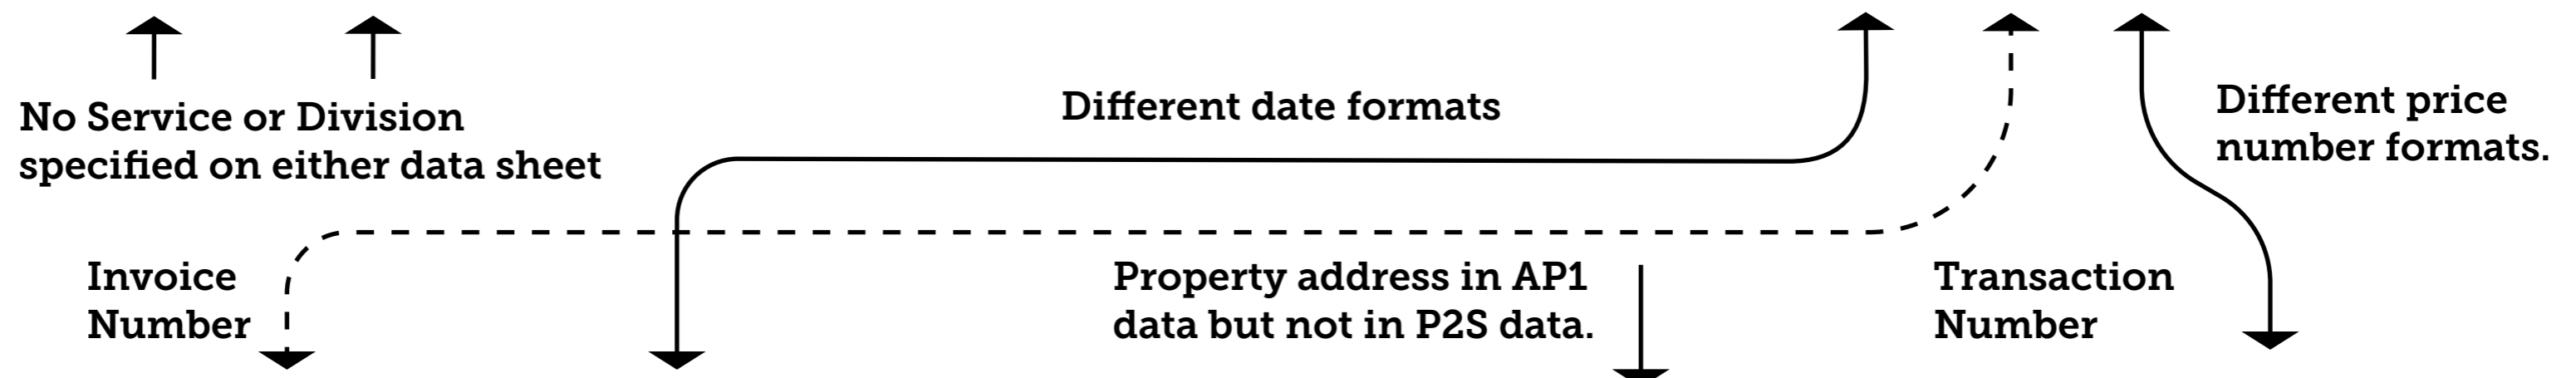 No Service or Division
specified on either data sheet
Different date formats
Different price
number formats.
Invoice
Number
Property address in AP1
data but not in P2S data.
Transaction
Number